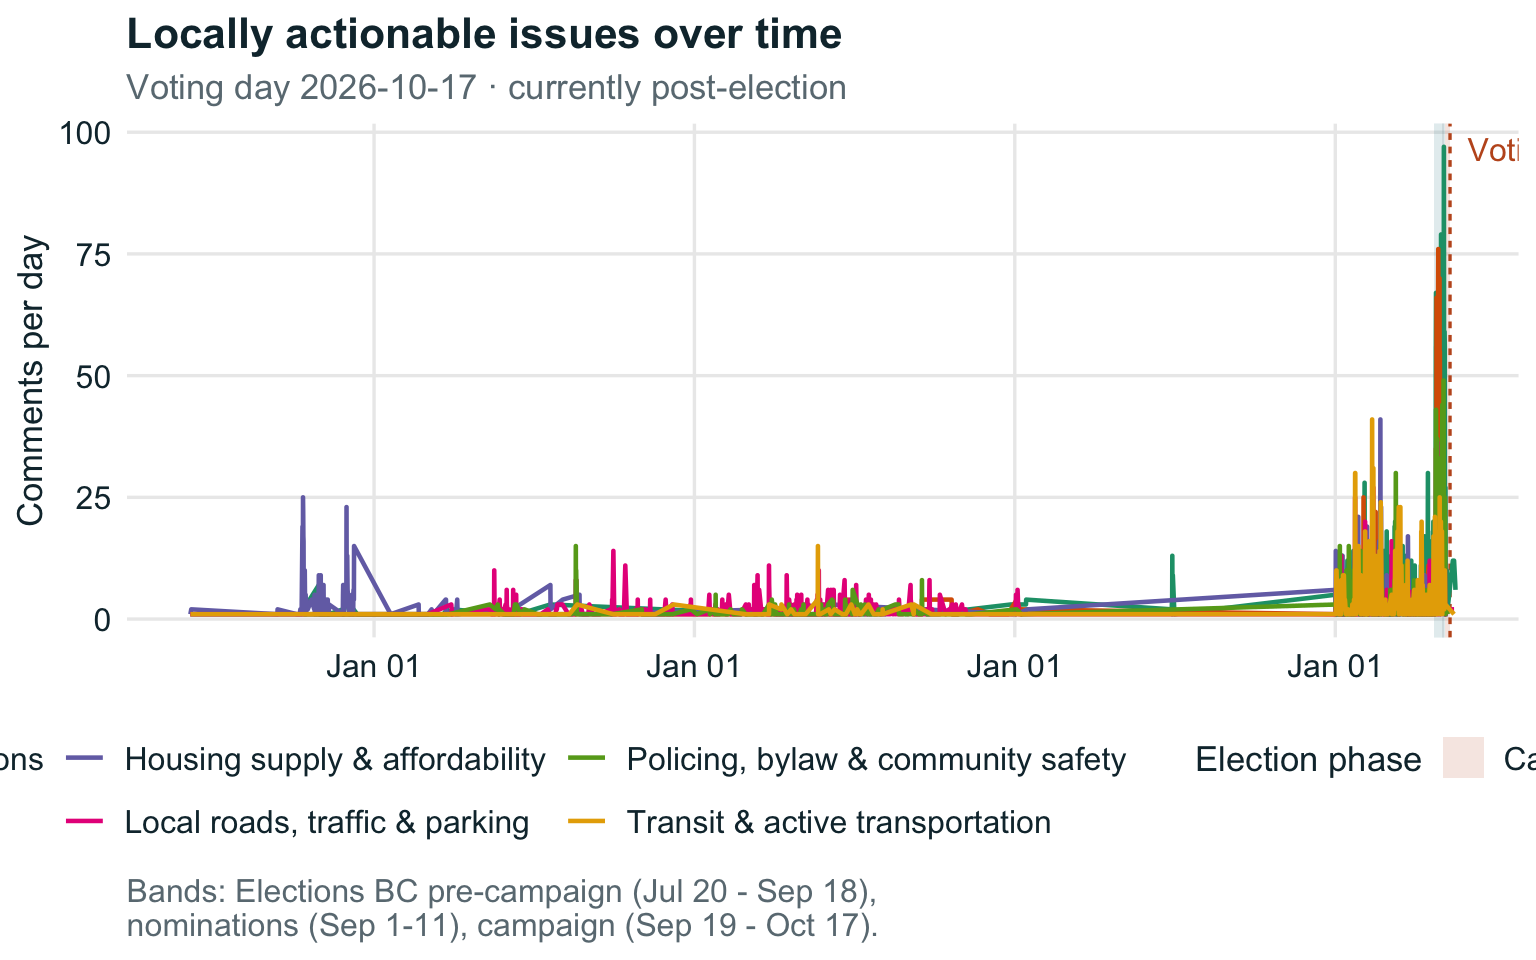 Locally actionable issues over time
Voting day 2026-10-17 · currently post-election
100
75
50
25
0
Comments per day
Voti
Jan 01 Jan 01 Jan 01 Jan 01
ons Housing supply & affordability Policing, bylaw & community safety Election phase Ca
Local roads, traffic & parking Transit & active transportation
Bands: Elections BC pre-campaign (Jul 20 - Sep 18),
nominations (Sep 1-11), campaign (Sep 19 - Oct 17).